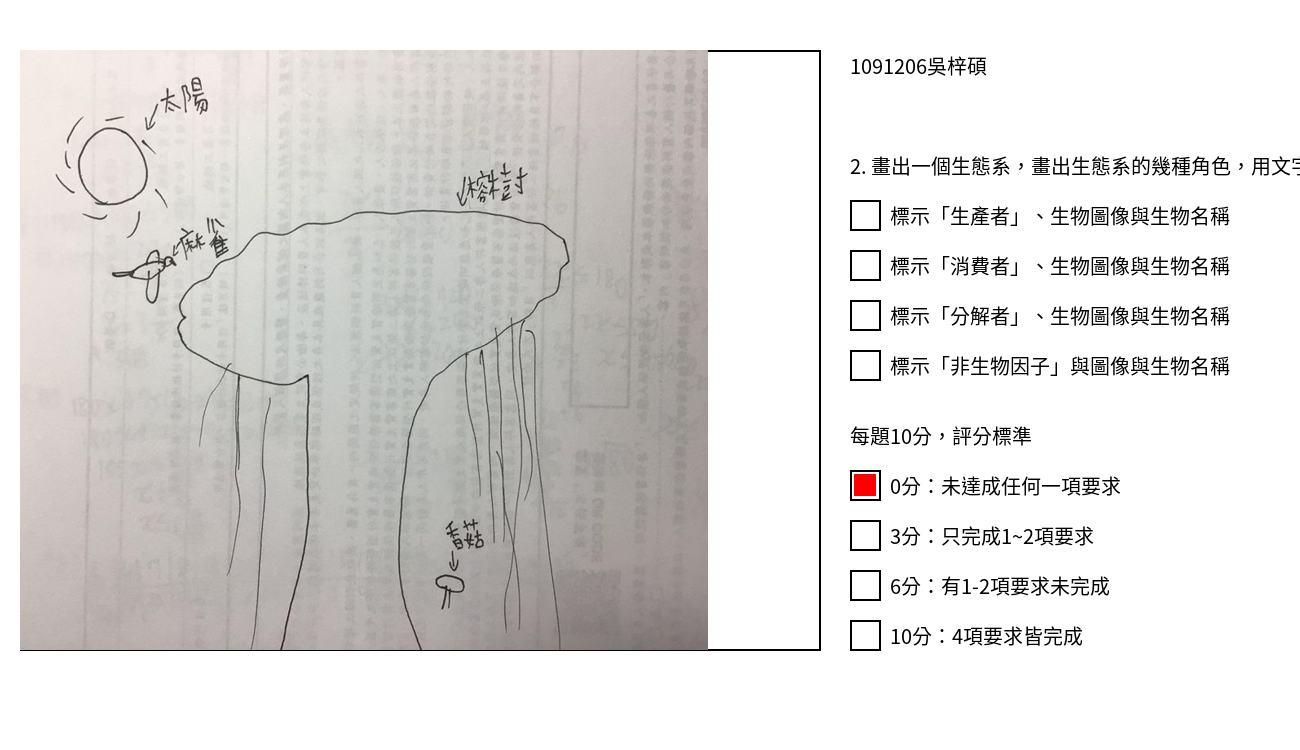 太陽
榕樹
麻雀
香菇
1091206吳梓碩
2. 畫出一個生態系，畫出生態系的幾種角色，用文字
標示「生產者」、生物圖像與生物名稱
標示「消費者」、生物圖像與生物名稱
標示「分解者」、生物圖像與生物名稱
標示「非生物因子」與圖像與生物名稱
每題10分，評分標準
0分：未達成任何一項要求
3分：只完成1~2項要求
6分：有1-2項要求未完成
10分：4項要求皆完成